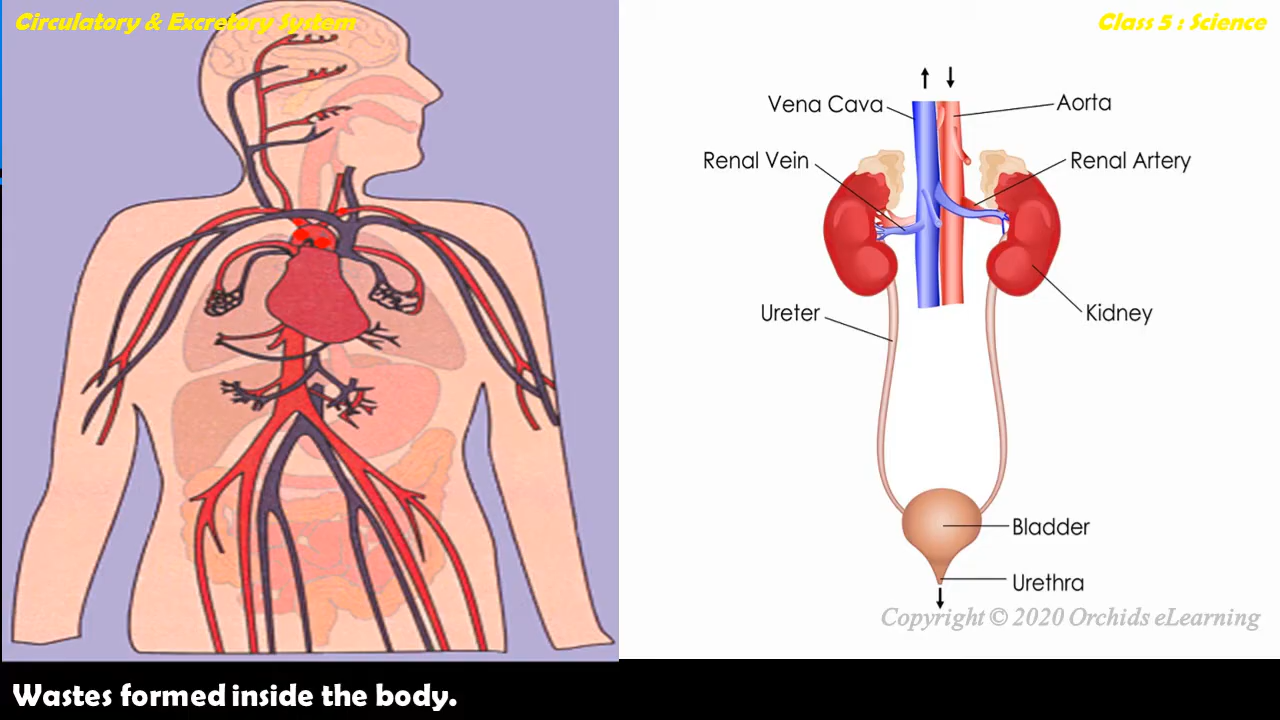 Circulatory & Excretory System
Class 5 : Science
Vena Cava
Aorta
Renal Vein
Renal Artery
Ureter
Kidney
Bladder
Urethra
Copyright © 2020 Orchids eLearning
Wastes formed inside the body.